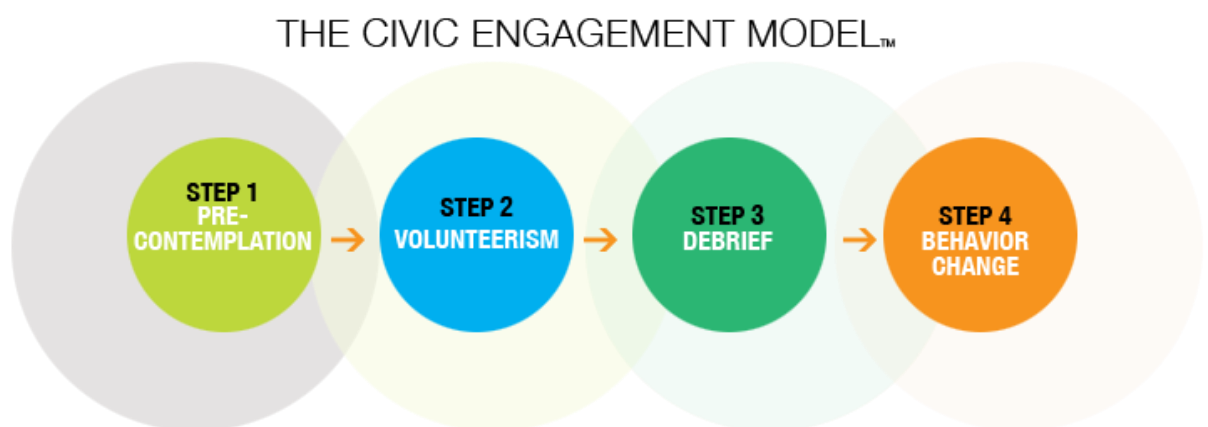 THE CIVIC ENGAGEMENT MODEL™
STEP 1
PRE-
CONTEMPLATION
STEP 2
VOLUNTEERISM
STEP 3
DEBRIEF
STEP 4
BEHAVIOR
CHANGE